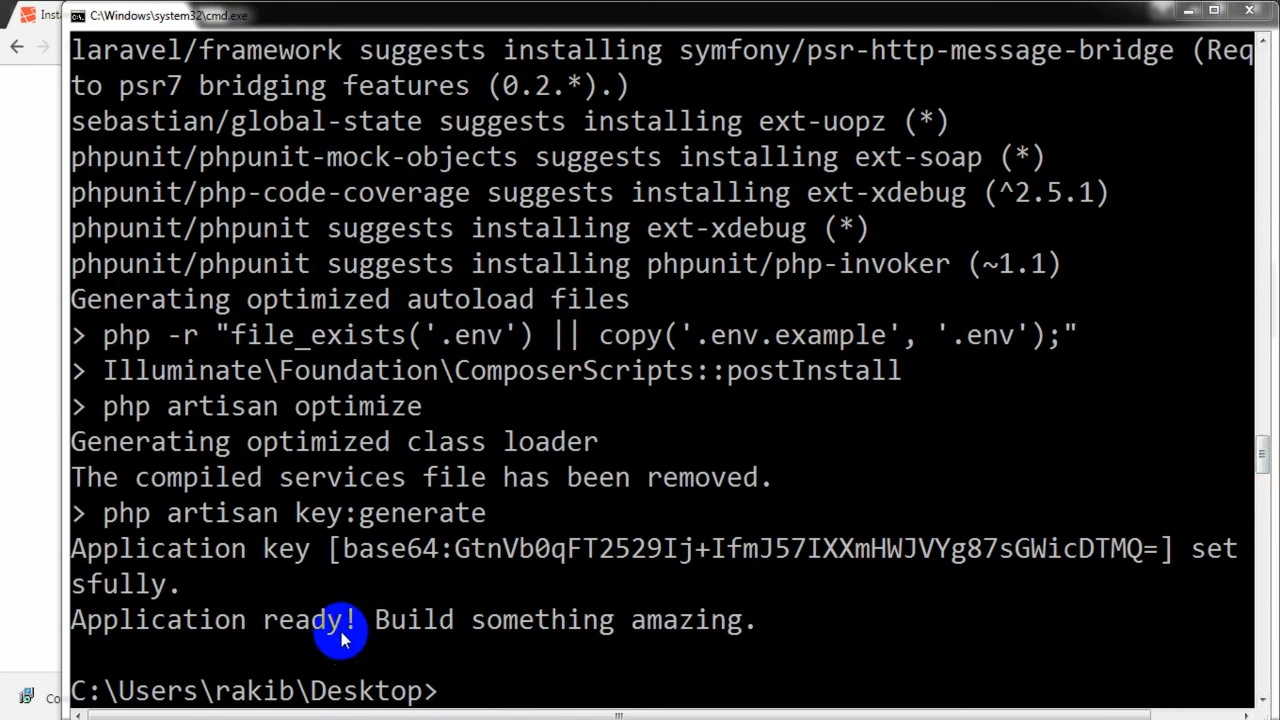 Insta
C:\Windows\system32\cmd.exe
laravel/framework suggests installing symfony/psr-http-message-bridge (Req
to psr7 bridging features (0.2.*).)
sebastian/global-state suggests installing ext-uopz (*)
phpunit/phpunit-mock-objects suggests installing ext-soap (*)
phpunit/php-code-coverage suggests installing ext-xdebug (^2.5.1)
phpunit/phpunit suggests installing ext-xdebug (*)
phpunit/phpunit suggests installing phpunit/php-invoker (~1.1)
Generating optimized autoload files
> php -r "file_exists('.env') || copy('.env.example', '.env');"
> Illuminate\Foundation\ComposerScripts::postInstall
> php artisan optimize
Generating optimized class loader
The compiled services file has been removed.
> php artisan key:generate
Application key [base64:GtnVb0qFT2529Ij+IfmJ57IXXmHWJVYg87sGWicDTMQ=] set
sfully.
Application ready! Build something amazing.
C:\Users\rakib\Desktop>
Co